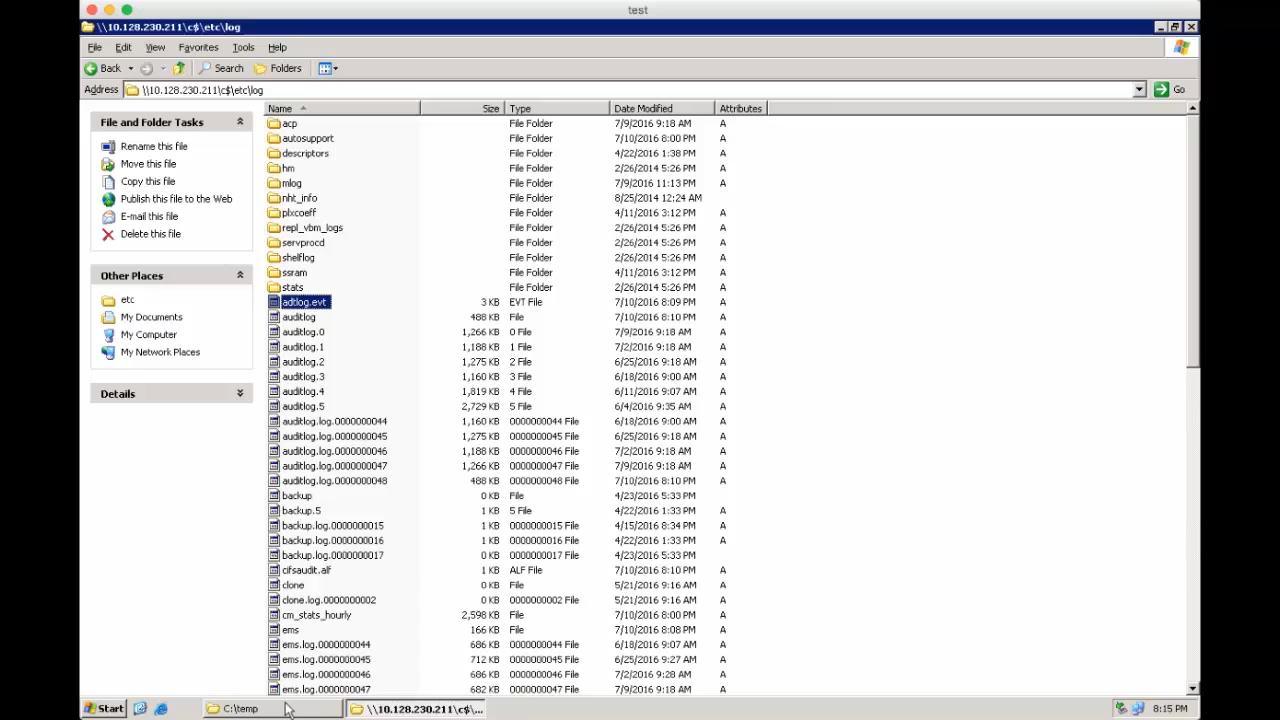 test
\\10.128.230.211\c$\etc\log
File Edit View Favorites Tools Help
Back Search Folders
Address \\10.128.230.211\c$\etc\log Go
File and Folder Tasks
Rename this file
Move this file
Copy this file
Publish this file to the Web
E-mail this file
Delete this file
Other Places
etc
My Documents
My Computer
My Network Places
Details
Name Size Type Date Modified Attributes
acp File Folder 7/9/2016 9:18 AM A
autosupport File Folder 7/10/2016 8:00 PM A
descriptors File Folder 4/22/2016 1:38 PM A
hm File Folder 2/26/2014 5:26 PM A
mlog File Folder 7/9/2016 11:13 PM A
nht_info File Folder 8/25/2014 12:24 AM
plxcoeff File Folder 4/11/2016 3:12 PM A
repl_vbm_logs File Folder 2/26/2014 5:26 PM A
servprocd File Folder 2/26/2014 5:26 PM A
shelflog File Folder 2/26/2014 5:26 PM A
ssram File Folder 4/11/2016 3:12 PM A
stats File Folder 2/26/2014 5:26 PM A
adtlog.evt 3 KB EVT File 7/10/2016 8:09 PM A
auditlog 488 KB File 7/10/2016 8:10 PM A
auditlog.0 1,266 KB 0 File 7/9/2016 9:18 AM A
auditlog.1 1,188 KB 1 File 7/2/2016 9:18 AM A
auditlog.2 1,275 KB 2 File 6/25/2016 9:18 AM A
auditlog.3 1,160 KB 3 File 6/18/2016 9:00 AM A
auditlog.4 1,819 KB 4 File 6/11/2016 9:07 AM A
auditlog.5 2,729 KB 5 File 6/4/2016 9:35 AM A
auditlog.log.0000000044 1,160 KB 0000000044 File 6/18/2016 9:00 AM A
auditlog.log.0000000045 1,275 KB 0000000045 File 6/25/2016 9:18 AM A
auditlog.log.0000000046 1,188 KB 0000000046 File 7/2/2016 9:18 AM A
auditlog.log.0000000047 1,266 KB 0000000047 File 7/9/2016 9:18 AM A
auditlog.log.0000000048 488 KB 0000000048 File 7/10/2016 8:10 PM A
backup 0 KB File 4/23/2016 5:33 PM
backup.5 1 KB 5 File 4/22/2016 1:33 PM A
backup.log.0000000015 1 KB 0000000015 File 4/15/2016 8:34 PM A
backup.log.0000000016 1 KB 0000000016 File 4/22/2016 1:33 PM A
backup.log.0000000017 0 KB 0000000017 File 4/23/2016 5:33 PM
cifsaudit.alf 1 KB ALF File 7/10/2016 8:10 PM A
clone 0 KB File 5/21/2016 9:16 AM A
clone.log.0000000002 0 KB 0000000002 File 5/21/2016 9:16 AM A
cm_stats_hourly 2,598 KB File 7/10/2016 8:00 PM A
ems 166 KB File 7/10/2016 8:08 PM A
ems.log.0000000044 686 KB 0000000044 File 6/18/2016 9:07 AM A
ems.log.0000000045 712 KB 0000000045 File 6/25/2016 9:27 AM A
ems.log.0000000046 686 KB 0000000046 File 7/2/2016 9:28 AM A
ems.log.0000000047 682 KB 0000000047 File 7/9/2016 9:18 AM A
Start C:\temp \\10.128.230.211\c$\... 8:15 PM